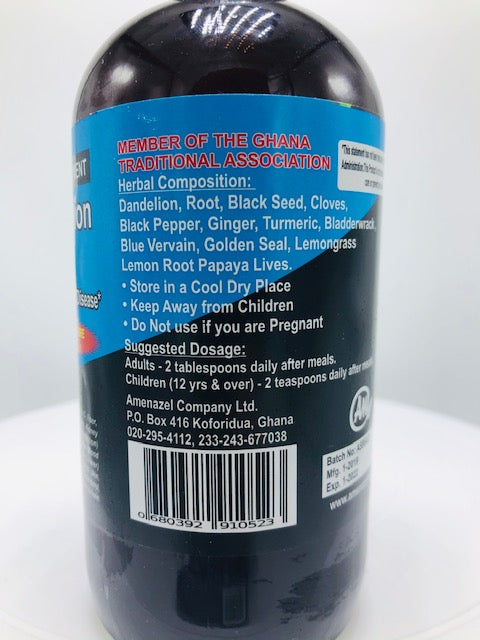 MEMBER OF THE GHANA
TRADITIONAL ASSOCIATION
Herbal Composition:
Dandelion, Root, Black Seed, Cloves,
Black Pepper, Ginger, Turmeric, Bladderwrack,
Blue Vervain, Golden Seal, Lemongrass
Lemon Root Papaya Lives.
• Store in a Cool Dry Place
• Keep Away from Children
• Do Not use if you are Pregnant
Suggested Dosage:
Adults - 2 tablespoons daily after meals.
Children (12 yrs & over) - 2 teaspoons daily after
Amenazel Company Ltd.
P.O. Box 416 Koforidua, Ghana
020-295-4112, 233-243-677038
0 680392 910523
Disease*
"This statement has not been
Administration. This Product is
Batch No:
Mfg. 1-2019
Exp. 1-2022
www.